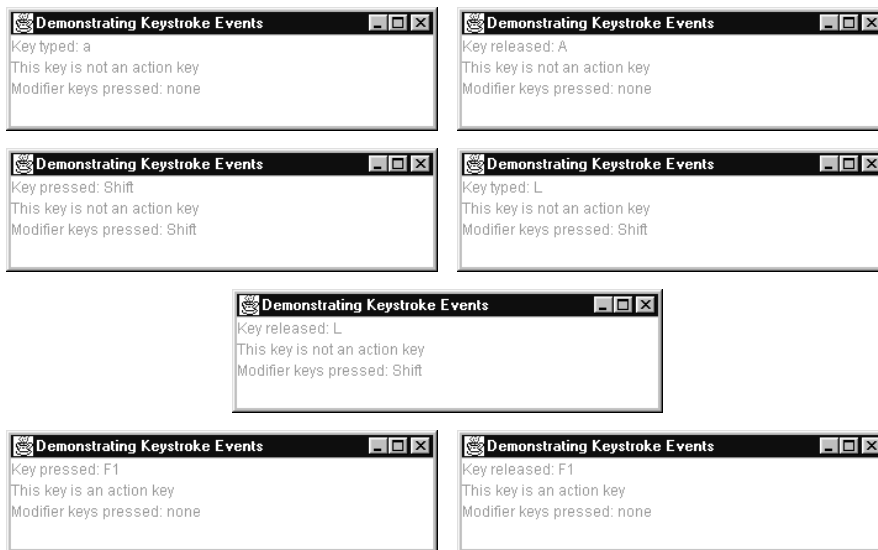 Demonstrating Keystroke Events
Key typed: a
This key is not an action key
Modifier keys pressed: none
Demonstrating Keystroke Events
Key released: A
This key is not an action key
Modifier keys pressed: none
Demonstrating Keystroke Events
Key pressed: Shift
This key is not an action key
Modifier keys pressed: Shift
Demonstrating Keystroke Events
Key typed: L
This key is not an action key
Modifier keys pressed: Shift
Demonstrating Keystroke Events
Key released: L
This key is not an action key
Modifier keys pressed: Shift
Demonstrating Keystroke Events
Key pressed: F1
This key is an action key
Modifier keys pressed: none
Demonstrating Keystroke Events
Key released: F1
This key is an action key
Modifier keys pressed: none